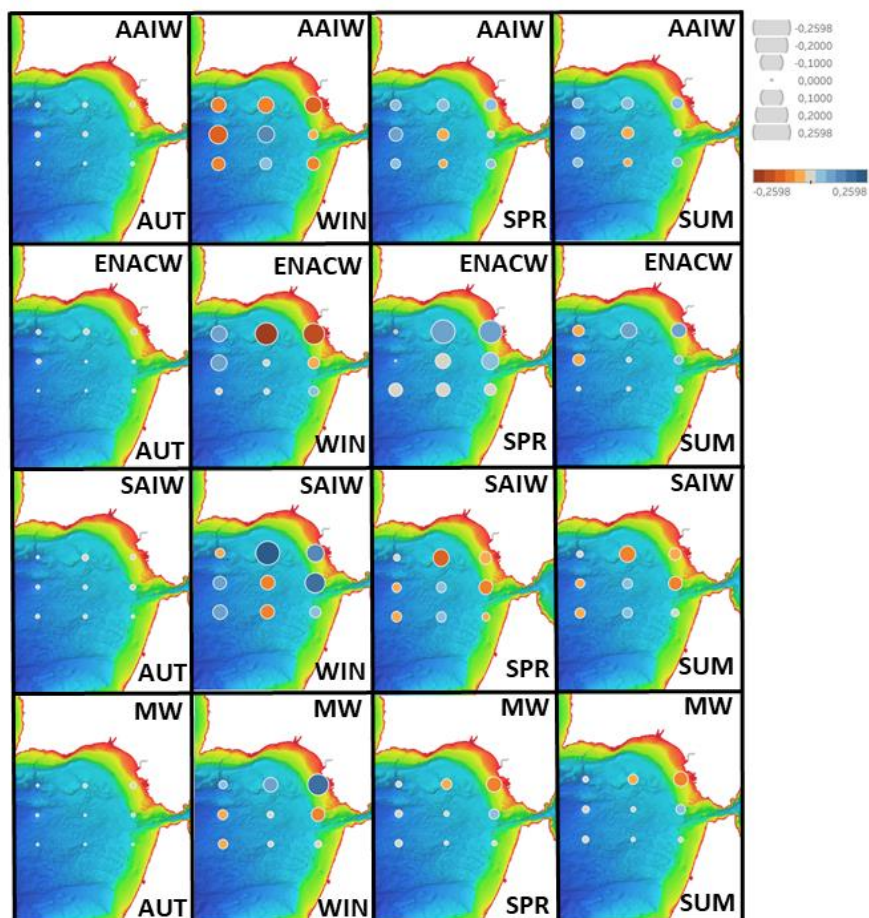 AAIW AAIW AAIW AAIW
AUT WIN SPR SUM
ENACW ENACW ENACW ENACW
AUT WIN SPR SUM
SAIW SAIW SAIW SAIW
AUT WIN SPR SUM
MW MW MW MW
AUT WIN SPR SUM
-0,2598
-0,2000
-0,1000
0,0000
0,1000
0,2000
0,2598
-0,2598 0,2598